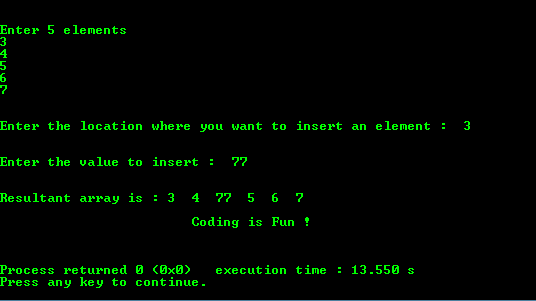 Enter 5 elements
3
4
5
6
7
Enter the location where you want to insert an element :  3
Enter the value to insert :  77
Resultant array is : 3  4  77  5  6  7
Coding is Fun !
Process returned 0 (0x0)   execution time : 13.550 s
Press any key to continue.